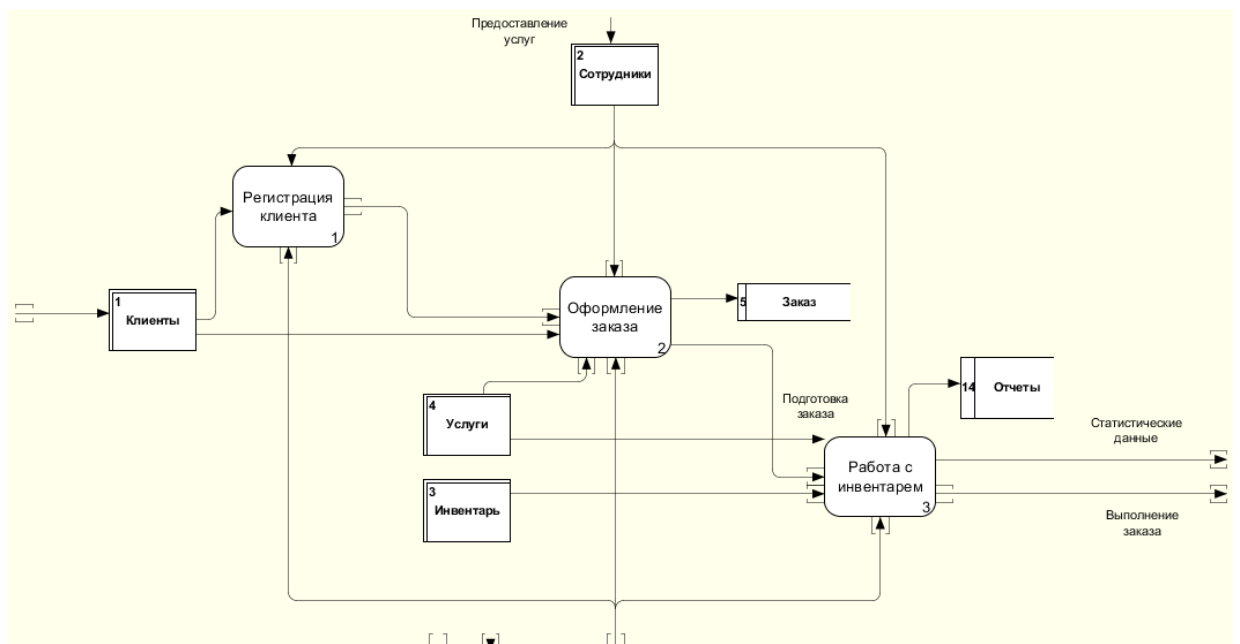 Предоставление
услуг
2
Сотрудники
Регистрация
клиента
1
1
Клиенты
Оформление
заказа
2
5 Заказ
4
Услуги
Подготовка
заказа
14 Отчеты
Статистические
данные
3
Инвентарь
Работа с
инвентарем
3
Выполнение
заказа